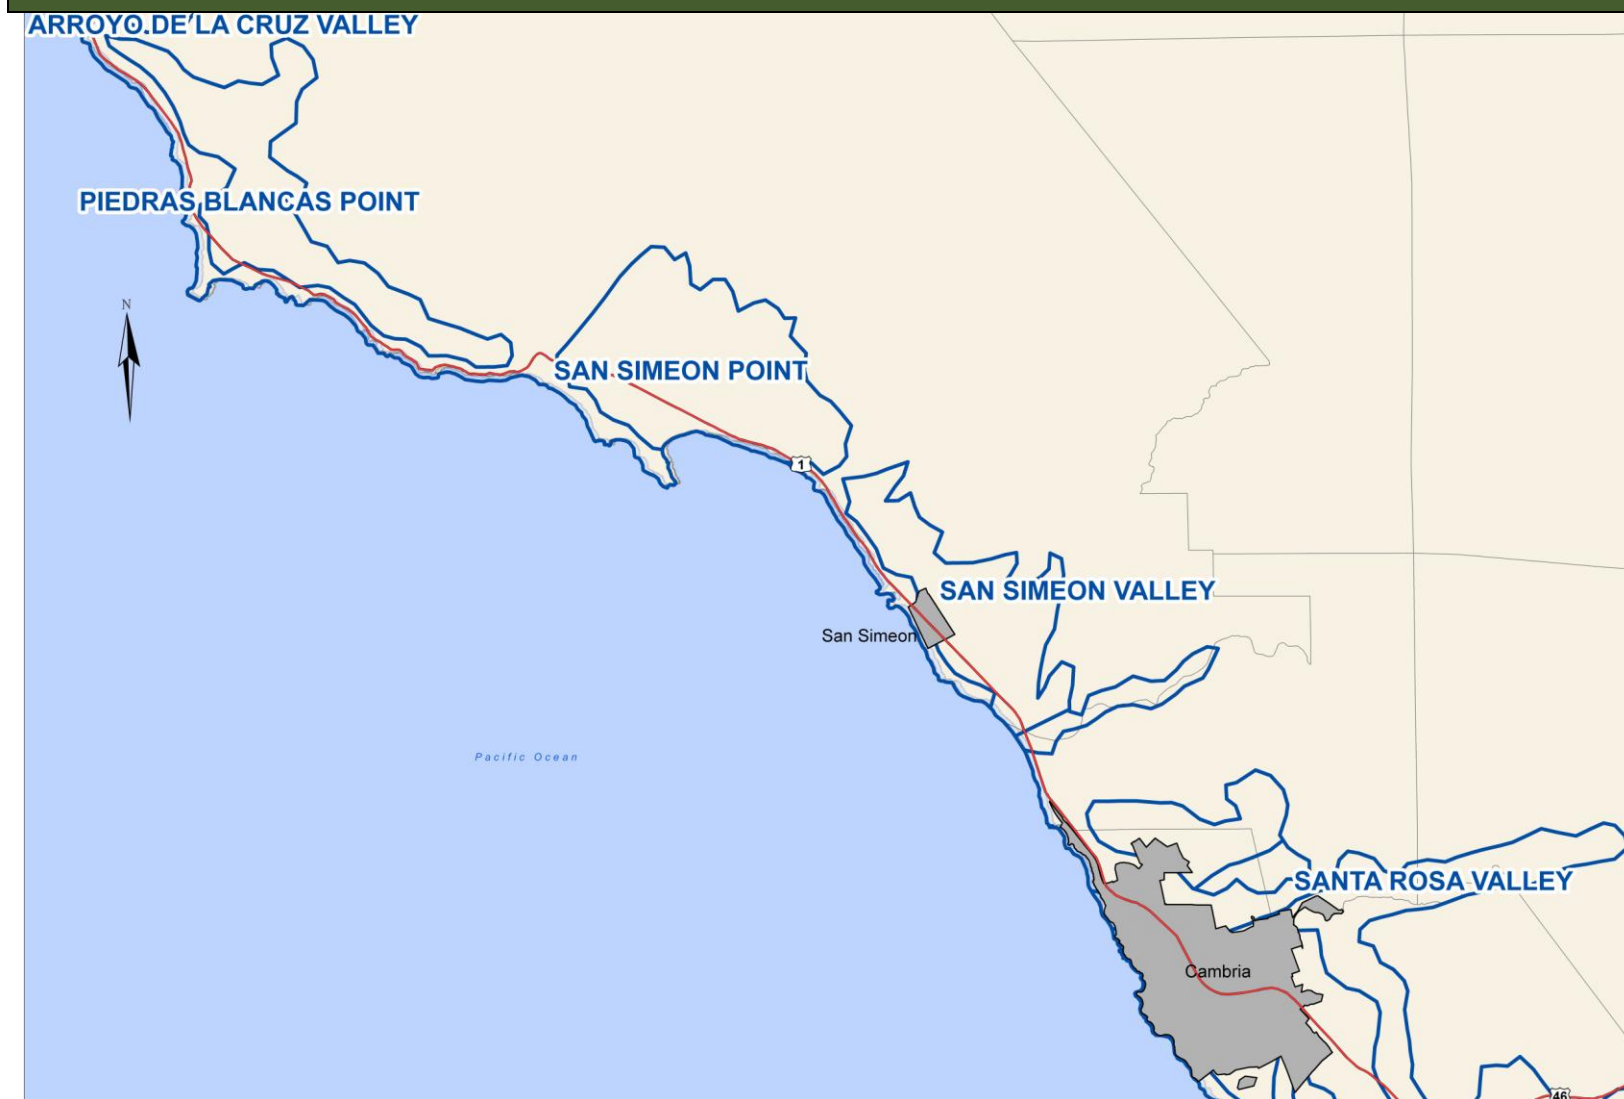 ARROYO DE LA CRUZ VALLEY
PIEDRAS BLANCAS POINT
N
SAN SIMEON POINT
1
SAN SIMEON VALLEY
San Simeon
Pacific Ocean
SANTA ROSA VALLEY
Cambria
46